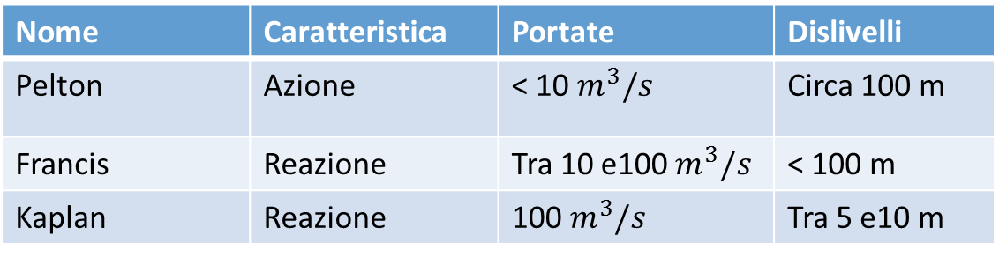 Nome Caratteristica Portate Dislivelli
Pelton Azione < 10 m³/s Circa 100 m
Francis Reazione Tra 10 e100 m³/s < 100 m
Kaplan Reazione 100 m³/s Tra 5 e10 m